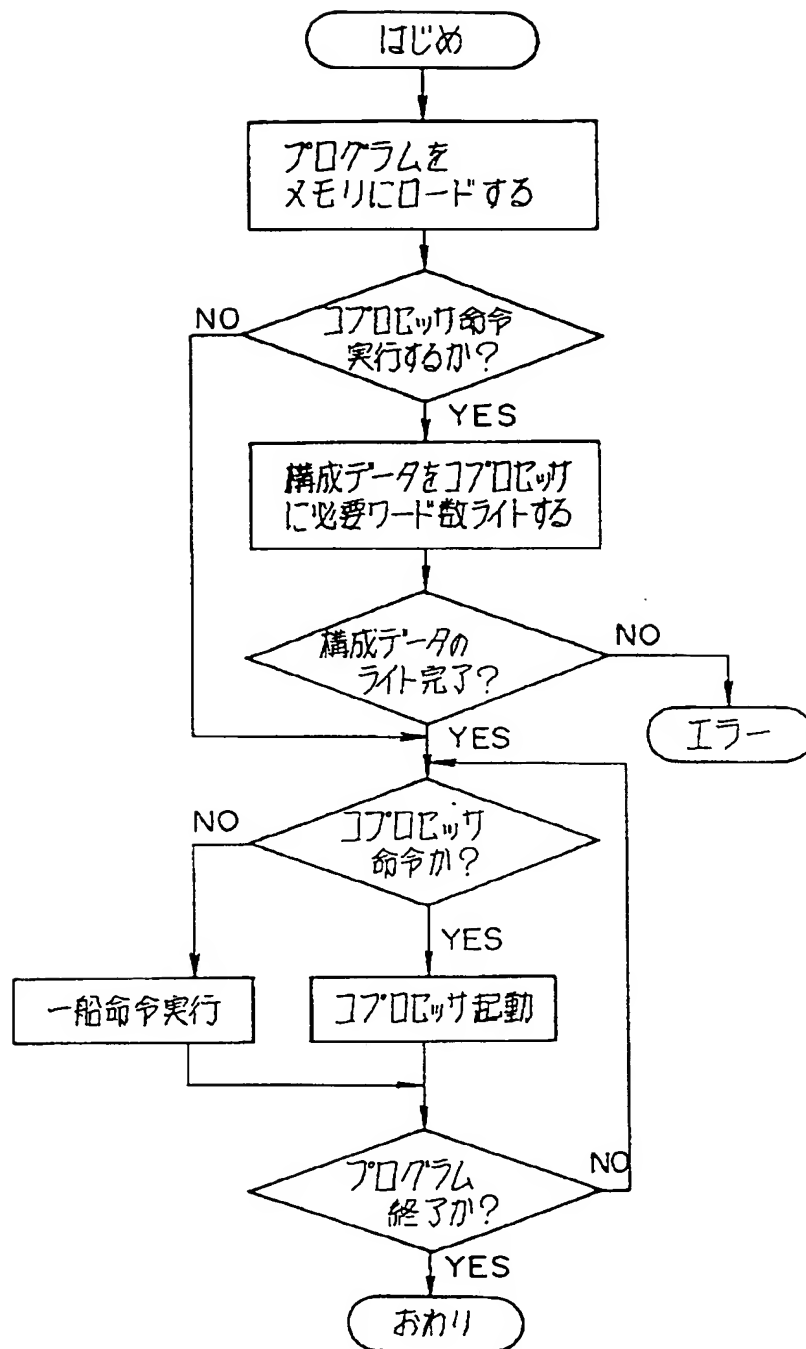 はじめ
プログラムを
メモリにロードする
NO
コプロセッサ命令
実行するか?
YES
構成データをコプロセッサ
に必要ワード数ライトする
構成データの
ライト完了?
NO
YES
エラー
コプロセッサ
命令か?
NO
YES
一船命令実行
コプロセッサ起動
プログラム
終了か?
NO
YES
おわり